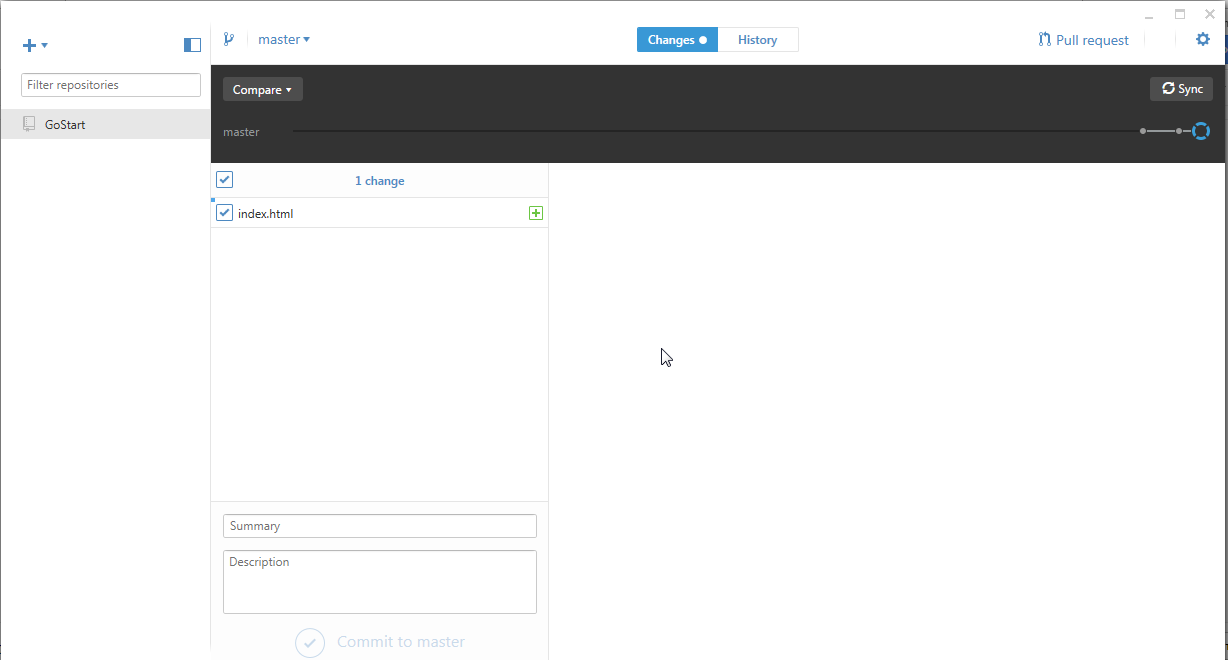 master
Changes
History
Pull request
Filter repositories
GoStart
Compare
Sync
master
1 change
index.html
Summary
Description
Commit to master